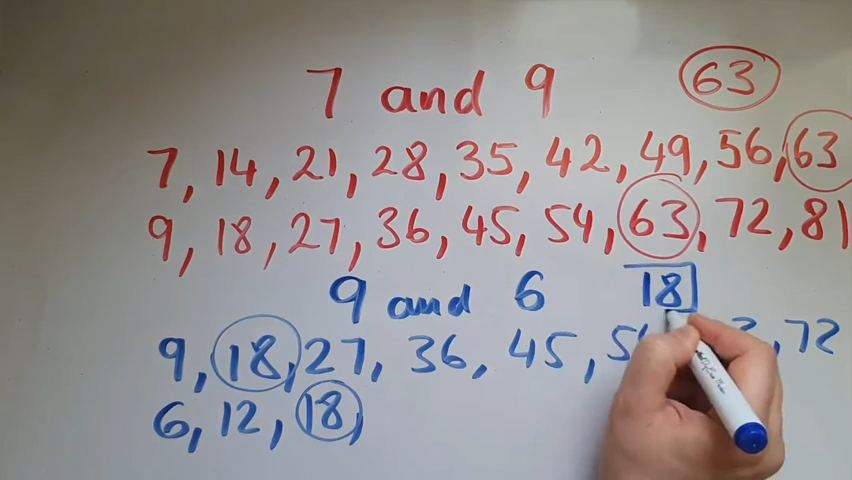 7 and 9 63
7, 14, 21, 28, 35, 42, 49, 56, 63
9, 18, 27, 36, 45, 54, 63, 72, 81
9 and 6 18
9, 18, 27, 36, 45, 72
6, 12, 18,